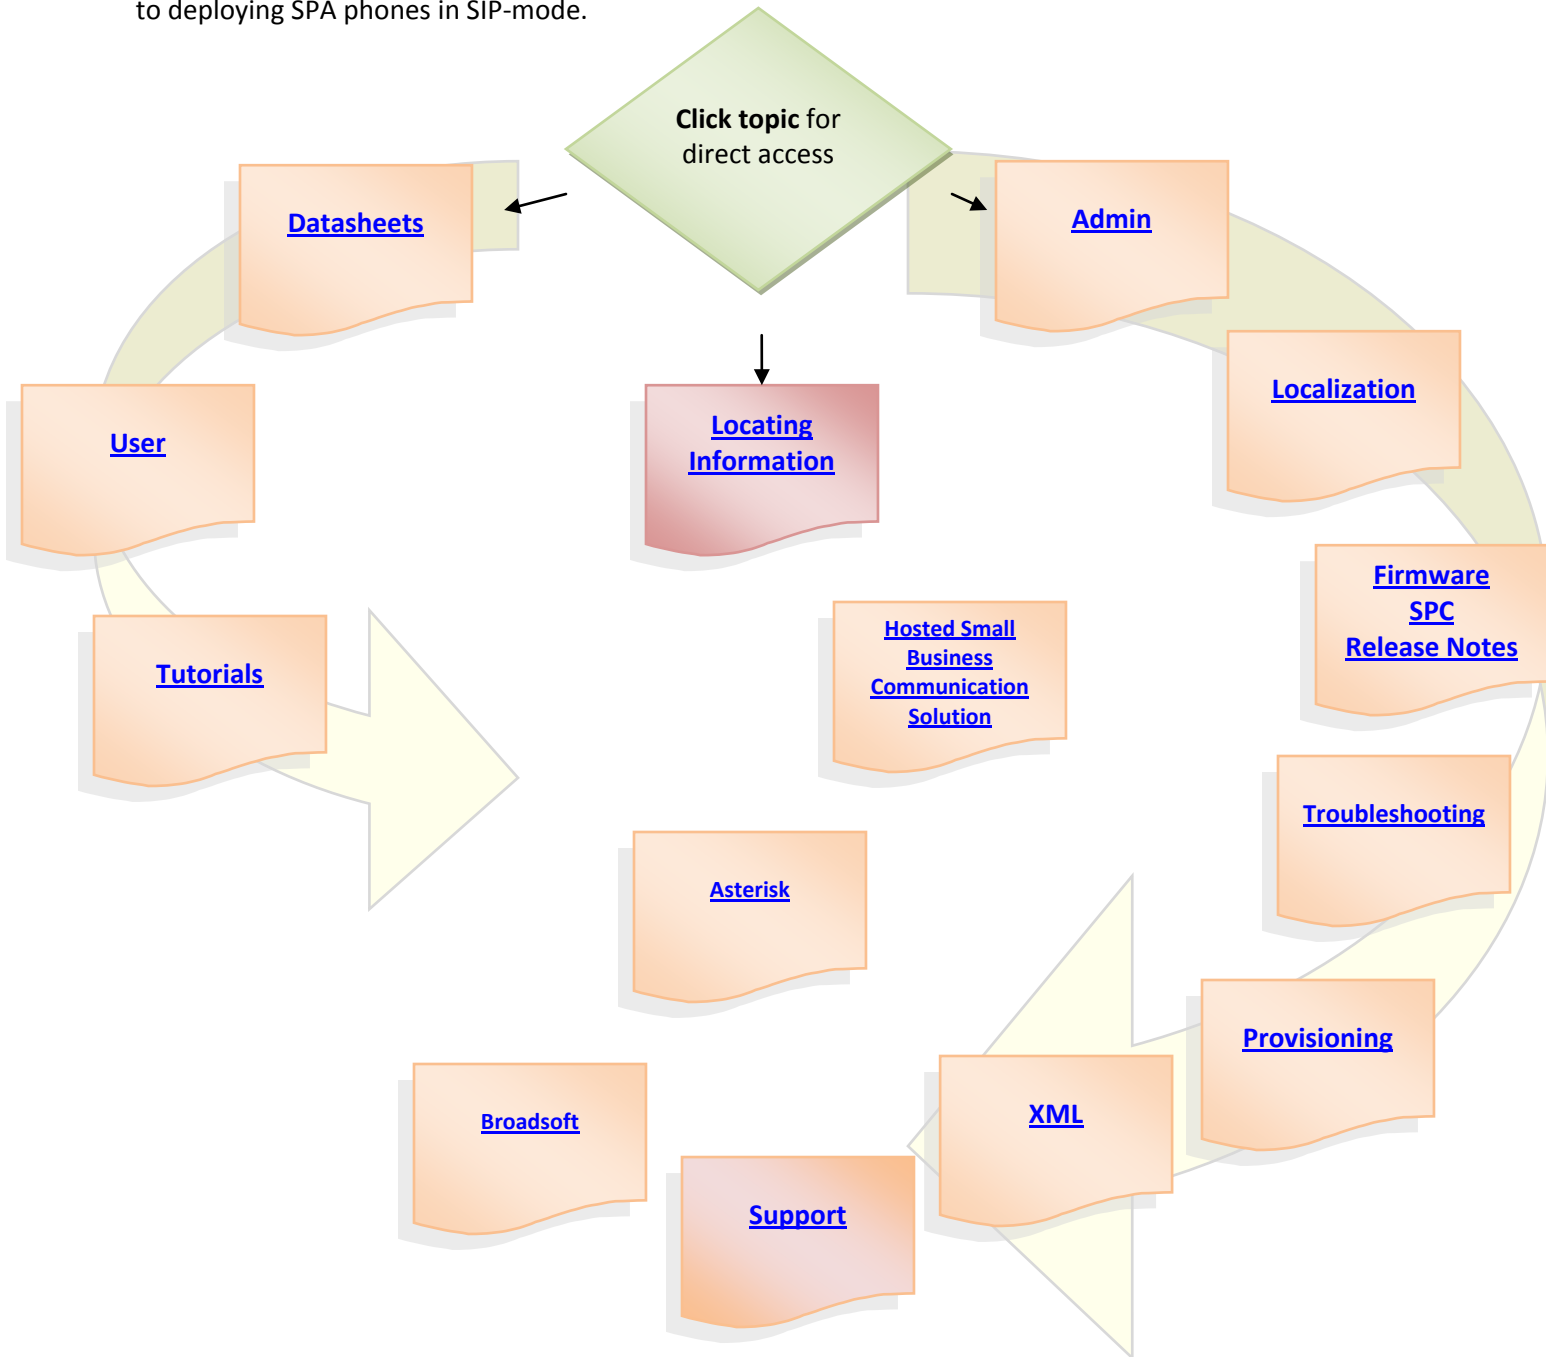 to deploying SPA phones in SIP-mode.
Click topic for
direct access
Datasheets
Admin
Localization
User
Locating
Information
Firmware
SPC
Release Notes
Hosted Small
Business
Communication
Solution
Tutorials
Troubleshooting
Asterisk
Provisioning
Broadsoft
XML
Support